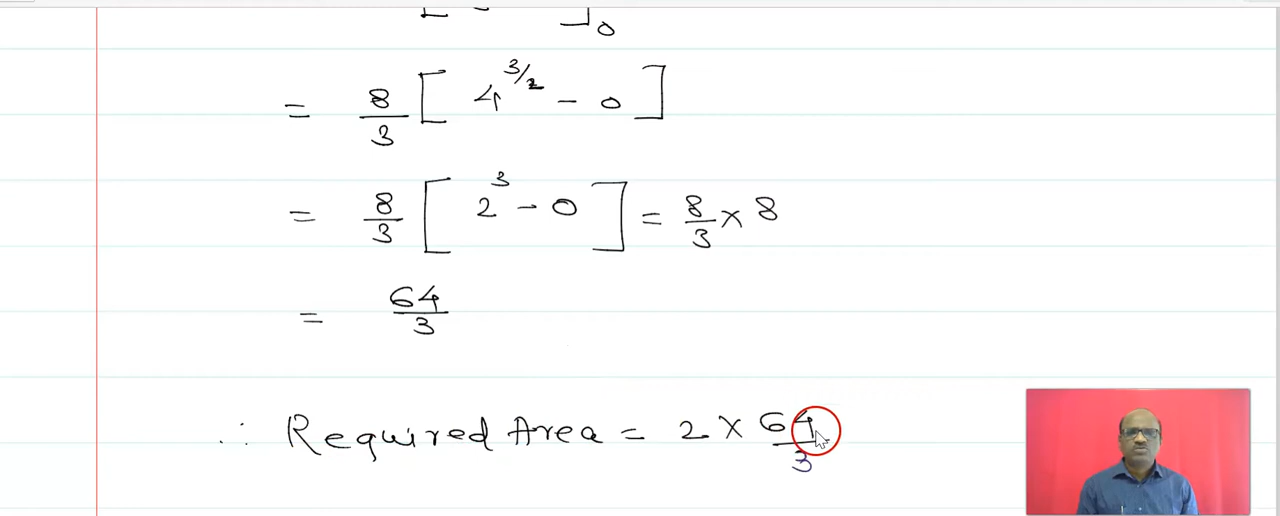 ]₀
= 8/3 [ 4^3/2 - 0 ]
= 8/3 [ 2^3 - 0 ] = 8/3 × 8
= 64/3
∴ Required Area = 2 × 64/3